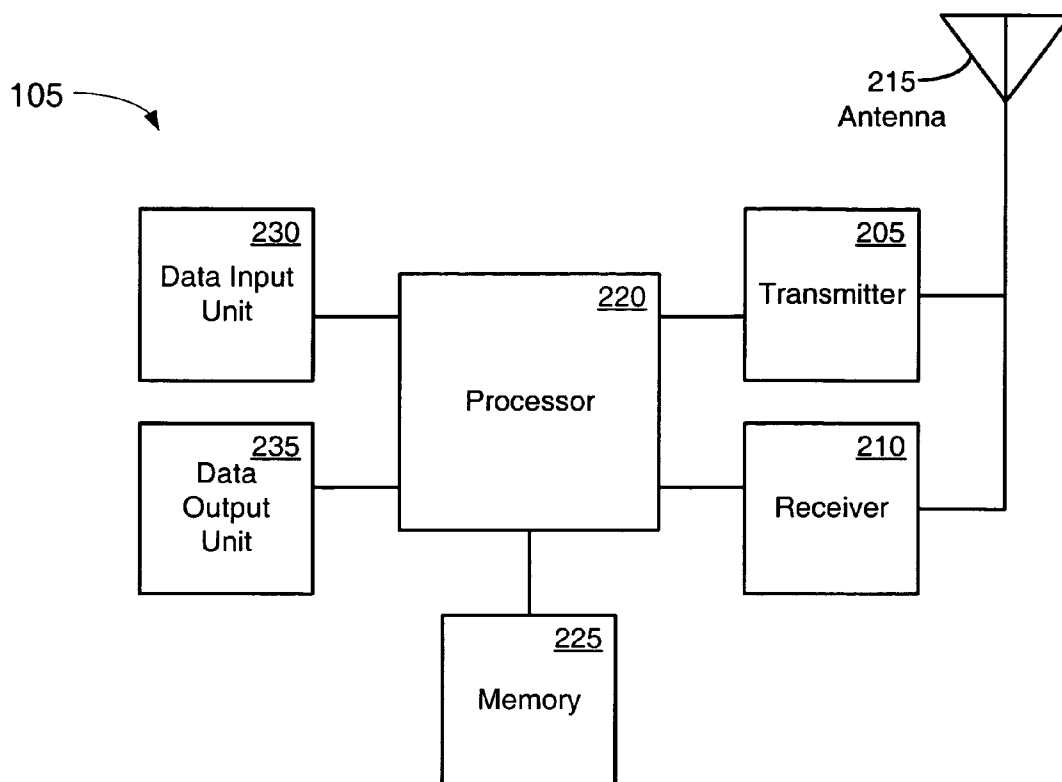 105
215
Antenna
230
Data Input
Unit
205
Transmitter
220
Processor
235
Data
Output
Unit
210
Receiver
225
Memory